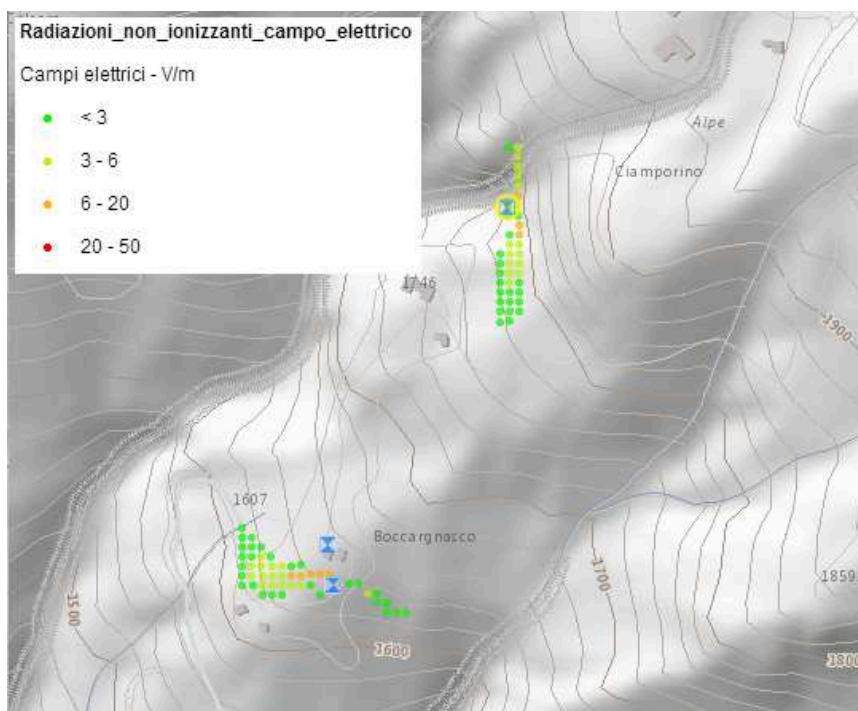 Radiazioni_non_ionizzanti_campo_elettrico
Campi elettrici - V/m
< 3
3 - 6
6 - 20
20 - 50
Alpe
Ciamporino
1746
1900
1607
Boccargnasco
1500
1600
1700
1859
1800